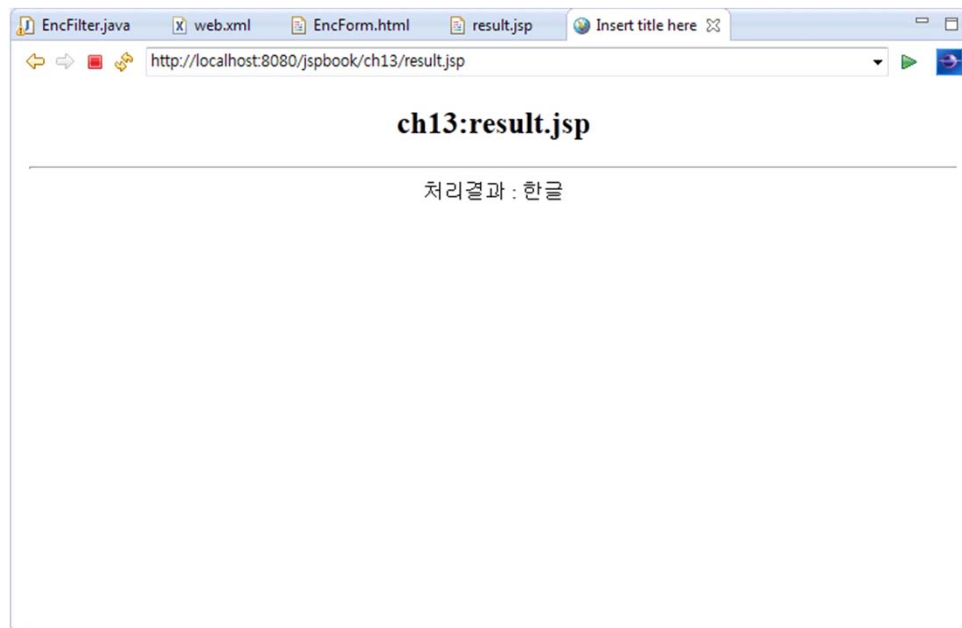 EncFilter.java web.xml EncForm.html result.jsp Insert title here
http://localhost:8080/jspbook/ch13/result.jsp
ch13:result.jsp
처리결과 : 한글